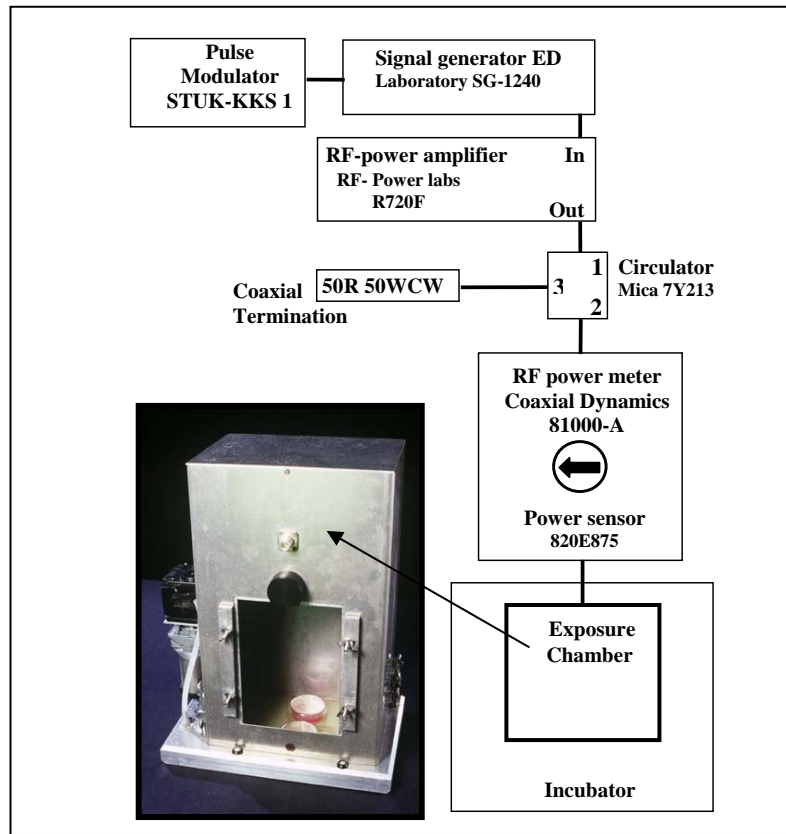 Pulse
Modulator
STUK-KKS 1
Signal generator ED
Laboratory SG-1240
RF-power amplifier
In
RF- Power labs
R720F
Out
1
3
2
Circulator
Mica 7Y213
50R 50WCW
Coaxial
Termination
RF power meter
Coaxial Dynamics
81000-A
Power sensor
820E875
Exposure
Chamber
Incubator